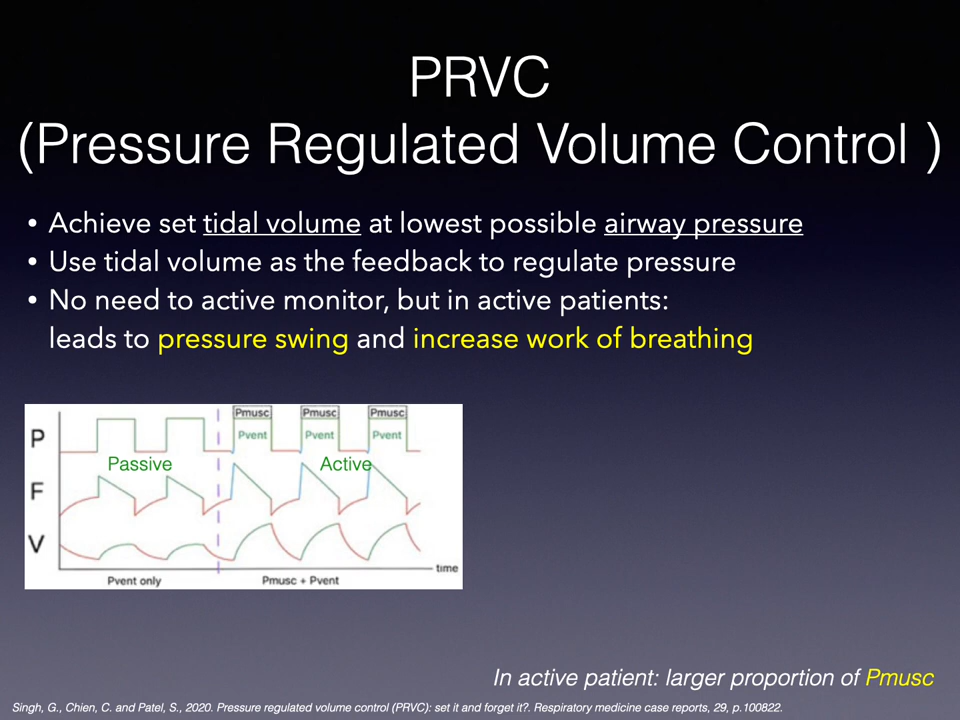 PRVC
(Pressure Regulated Volume Control )
• Achieve set tidal volume at lowest possible airway pressure
• Use tidal volume as the feedback to regulate pressure
• No need to active monitor, but in active patients:
leads to pressure swing and increase work of breathing
Pmusc Pmusc Pmusc
P Pvent Pvent Pvent
Passive Active
F
V
time
Pvent only Pmusc + Pvent
In active patient: larger proportion of Pmusc
Singh, G., Chien, C. and Patel, S., 2020. Pressure regulated volume control (PRVC): set it and forget it?. Respiratory medicine case reports, 29, p.100822.